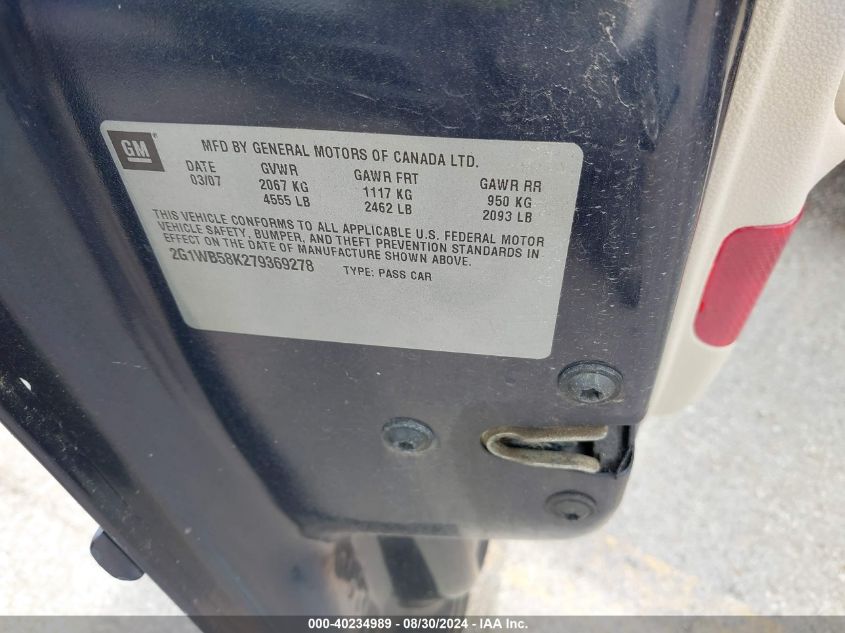 GM
MFD BY GENERAL MOTORS OF CANADA LTD.
DATE GVWR GAWR FRT GAWR RR
03/07 2067 KG 1117 KG 950 KG
4555 LB 2462 LB 2093 LB
THIS VEHICLE CONFORMS TO ALL APPLICABLE U.S. FEDERAL MOTOR
VEHICLE SAFETY, BUMPER, AND THEFT PREVENTION STANDARDS IN
EFFECT ON THE DATE OF MANUFACTURE SHOWN ABOVE.
2G1WB58K279369278 TYPE: PASS CAR
000-40234989 - 08/30/2024 - IAA Inc.